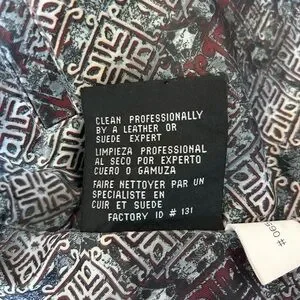 CLEAN PROFESSIONALLY
BY A LEATHER OR
SUEDE EXPERT
LIMPIEZA PROFESSIONAL
AL SECO POR EXPERTO
CUERO O GAMUZA
FAIRE NETTOYER PAR UN
SPECIALISTE EN
CUIR ET SUEDE
FACTORY ID # 131